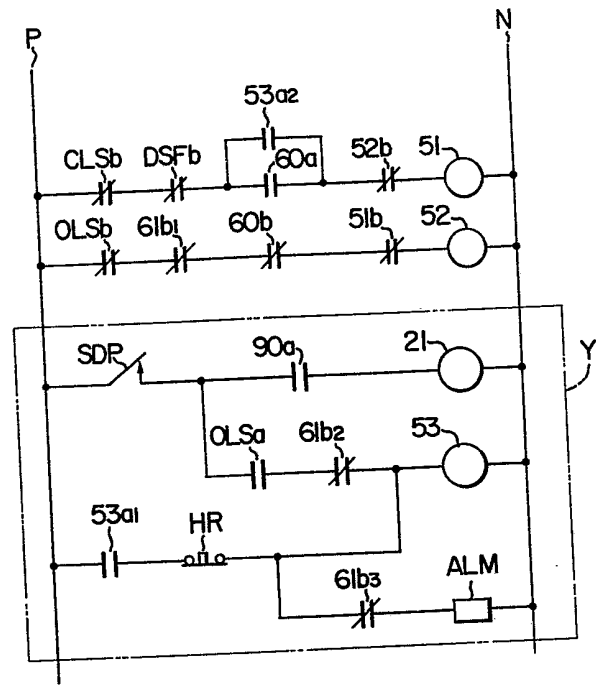 P
N
53a2
CLSb DSFb 60a 52b 51
OLSb 61b1 60b 51b 52
SDR 90a 21 Y
OLSa 61b2 53
53a1 HR
61b3 ALM